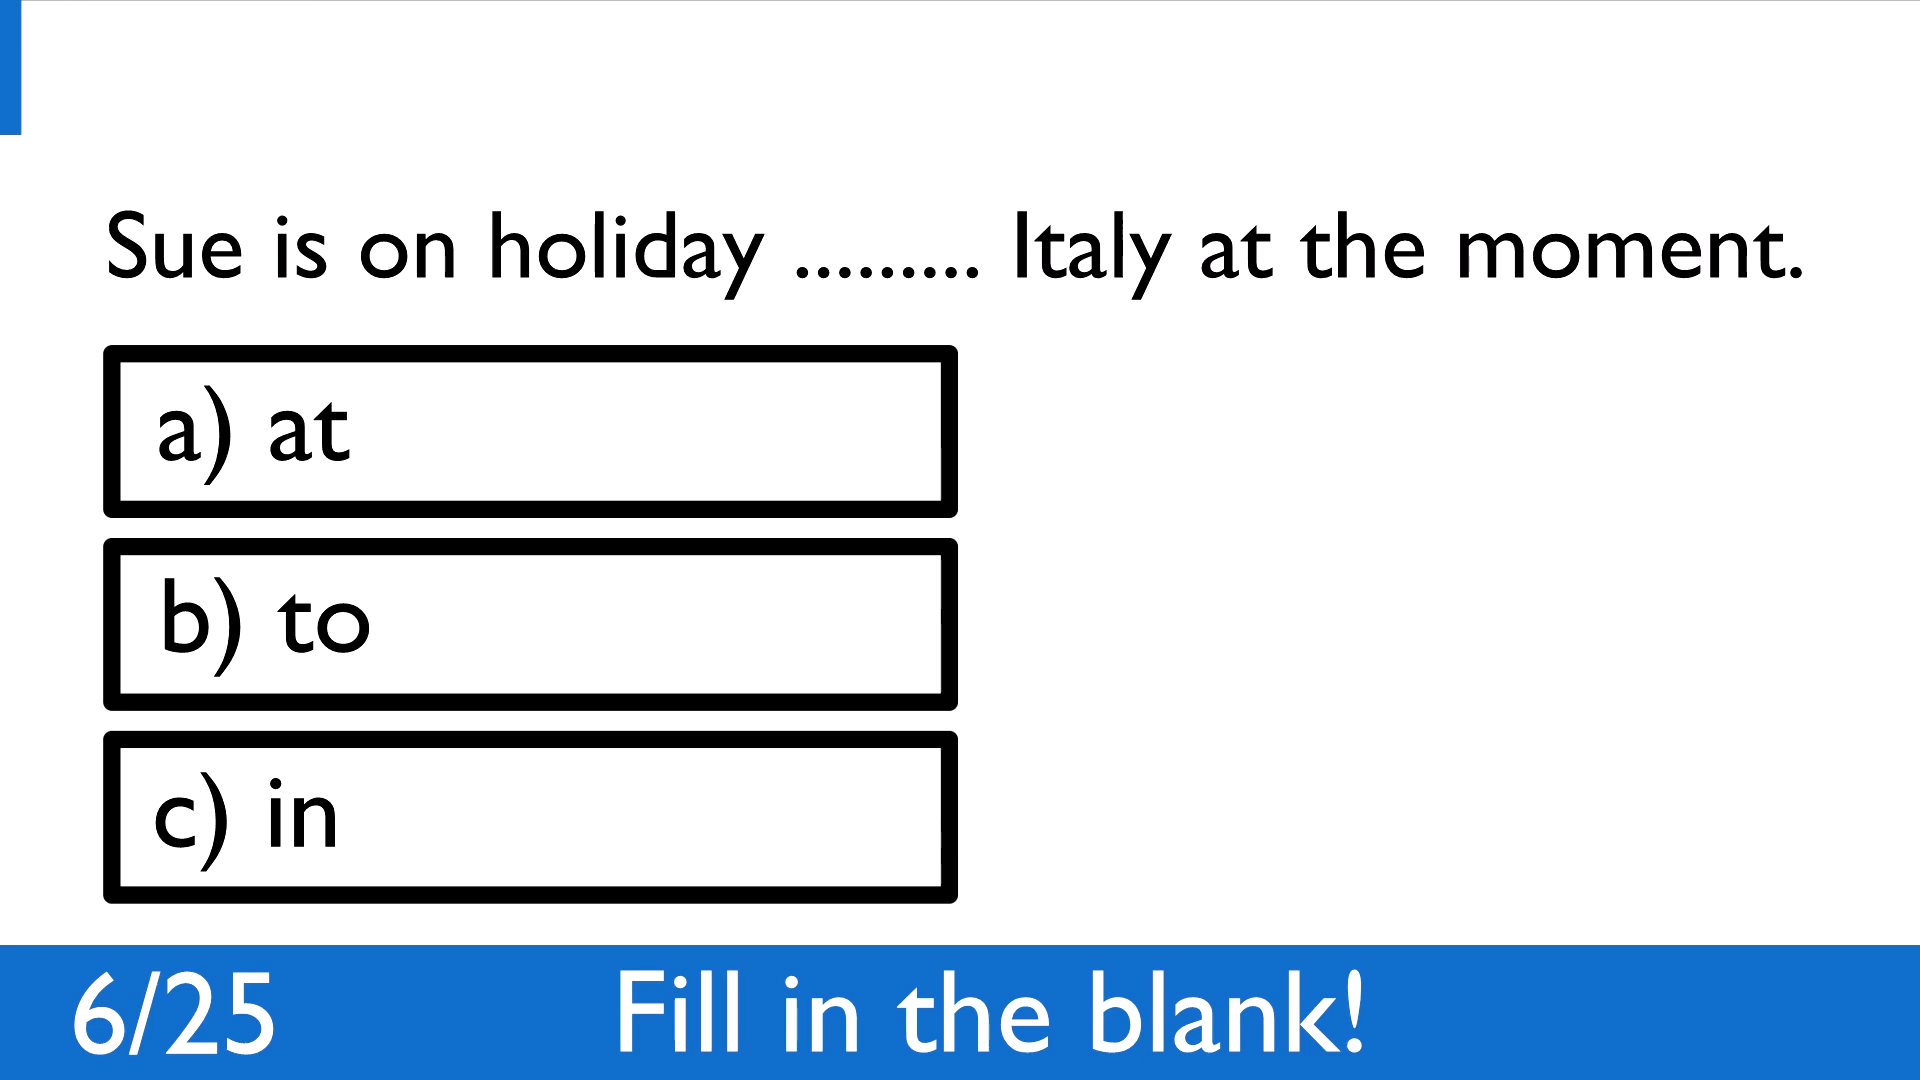 Sue is on holiday ......... Italy at the moment.
a) at
b) to
c) in
6/25
Fill in the blank!